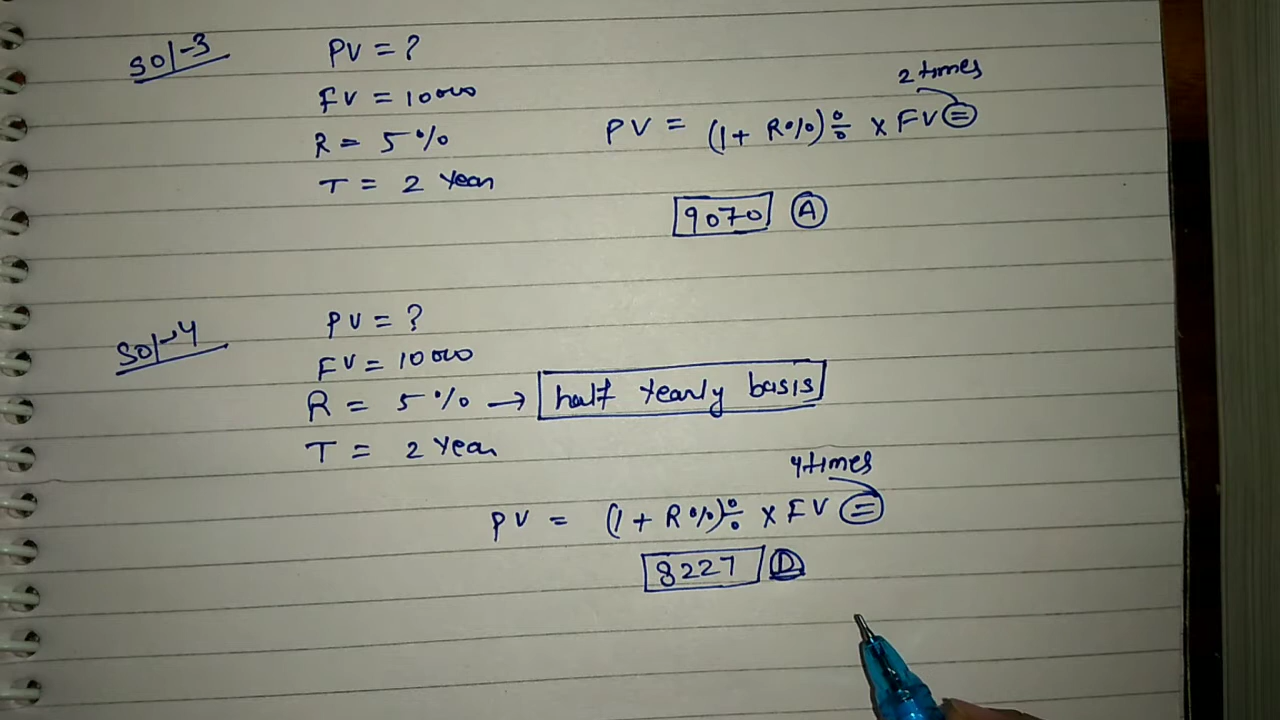 Sol-3
PV = ?
FV = 10000
R = 5%
T = 2 Year
2 times
PV = (1 + R%) ÷ × FV =
9070 A
Sol-4
PV = ?
FV = 10000
R = 5% → half Yearly basis
T = 2 Year
4 times
PV = (1 + R%) ÷ × FV =
8227 D